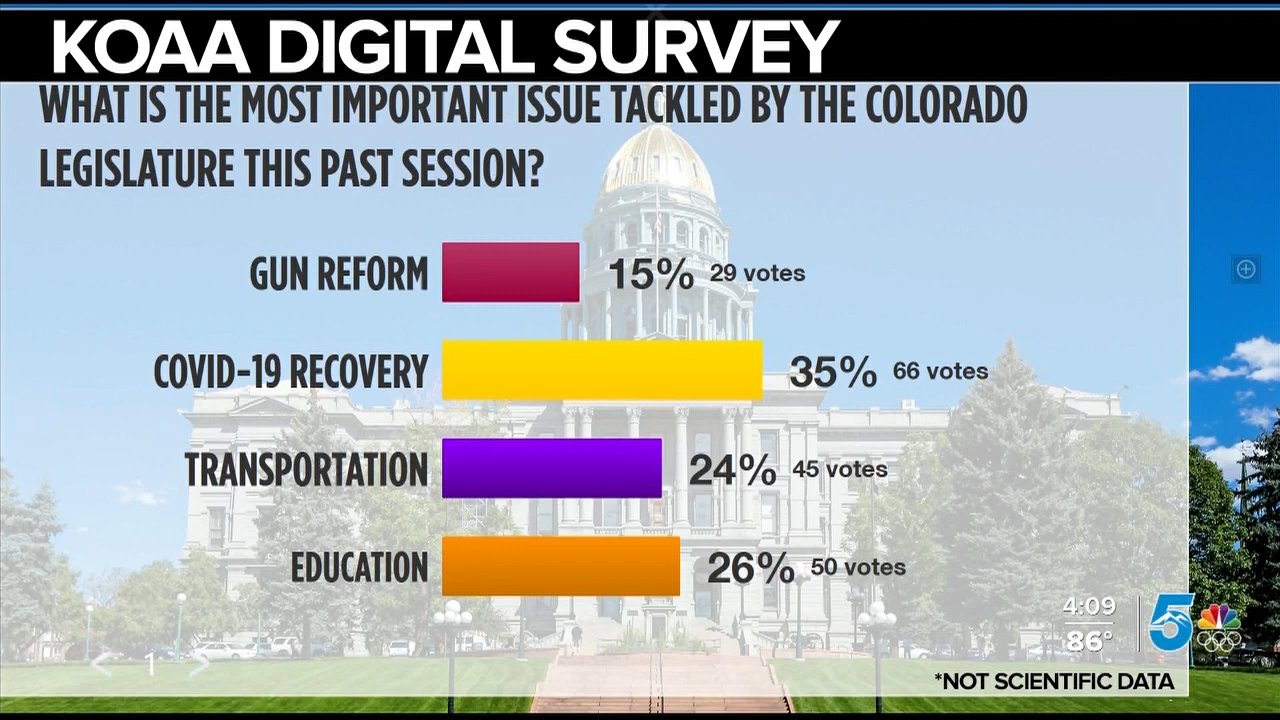 KOAA DIGITAL SURVEY
WHAT IS THE MOST IMPORTANT ISSUE TACKLED BY THE COLORADO
LEGISLATURE THIS PAST SESSION?
GUN REFORM 15% 29 votes
COVID-19 RECOVERY 35% 66 votes
TRANSPORTATION 24% 45 votes
EDUCATION 26% 50 votes
4:09
86°
5
< 1 >
*NOT SCIENTIFIC DATA